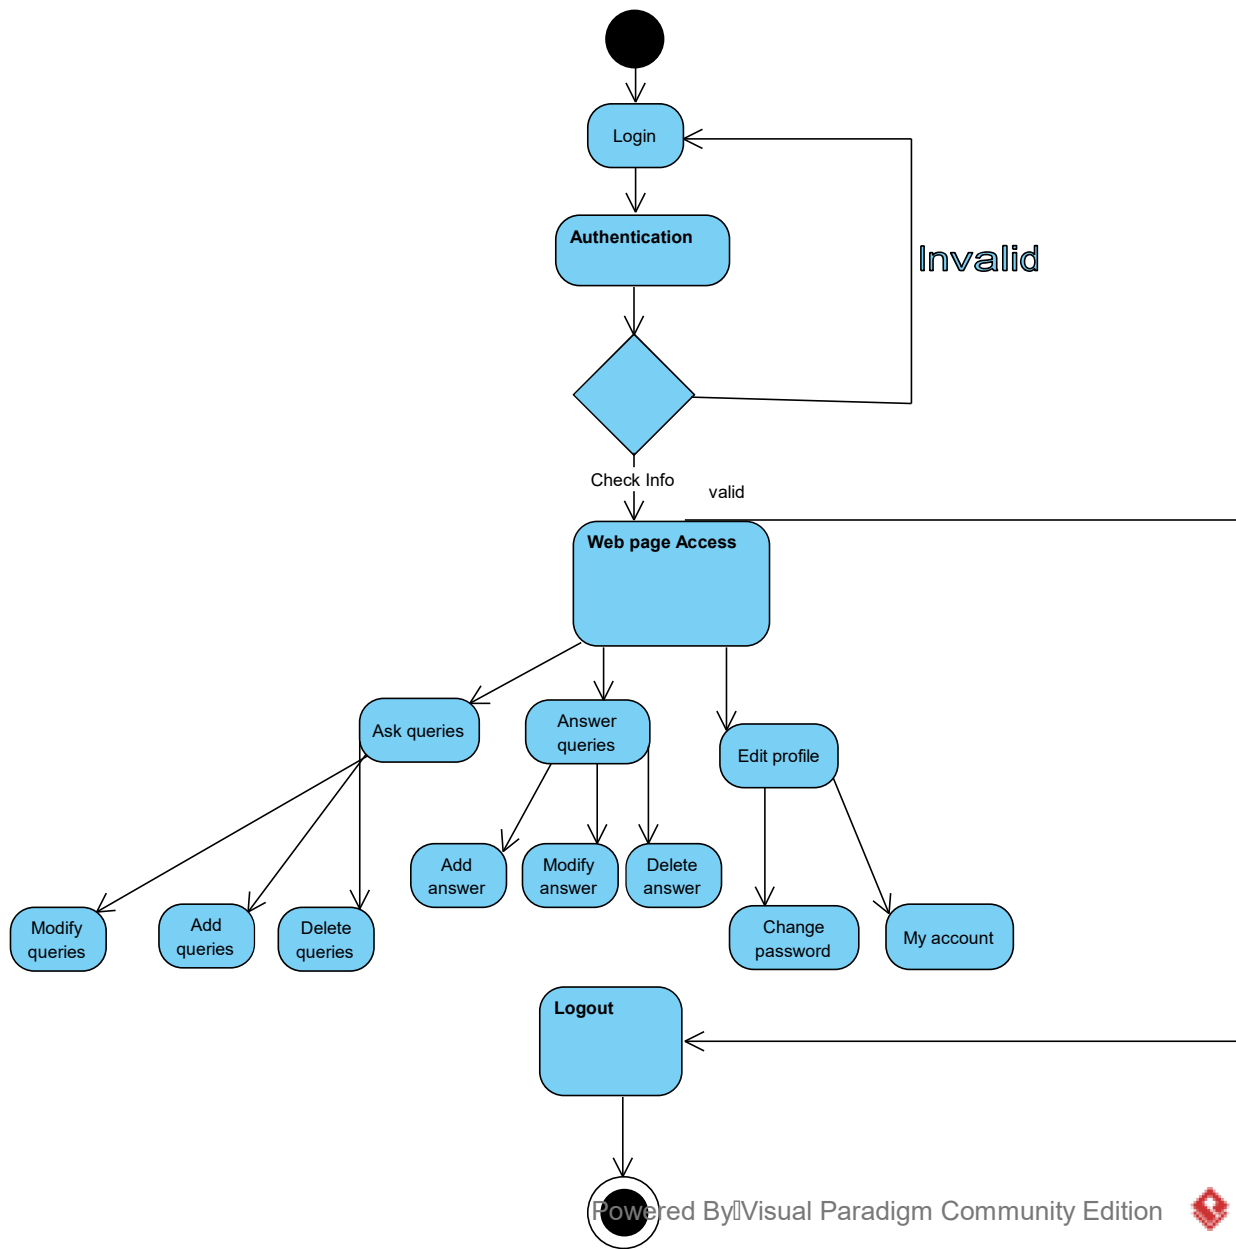 Login
Authentication
Invalid
Check Info
valid
Web page Access
Ask queries
Answer
queries
Edit profile
Add
answer
Modify
answer
Delete
answer
Modify
queries
Add
queries
Delete
queries
Change
password
My account
Logout
Powered By Visual Paradigm Community Edition